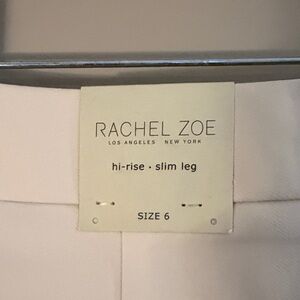 RACHEL ZOE
LOS ANGELES NEW YORK
hi-rise • slim leg
SIZE 6